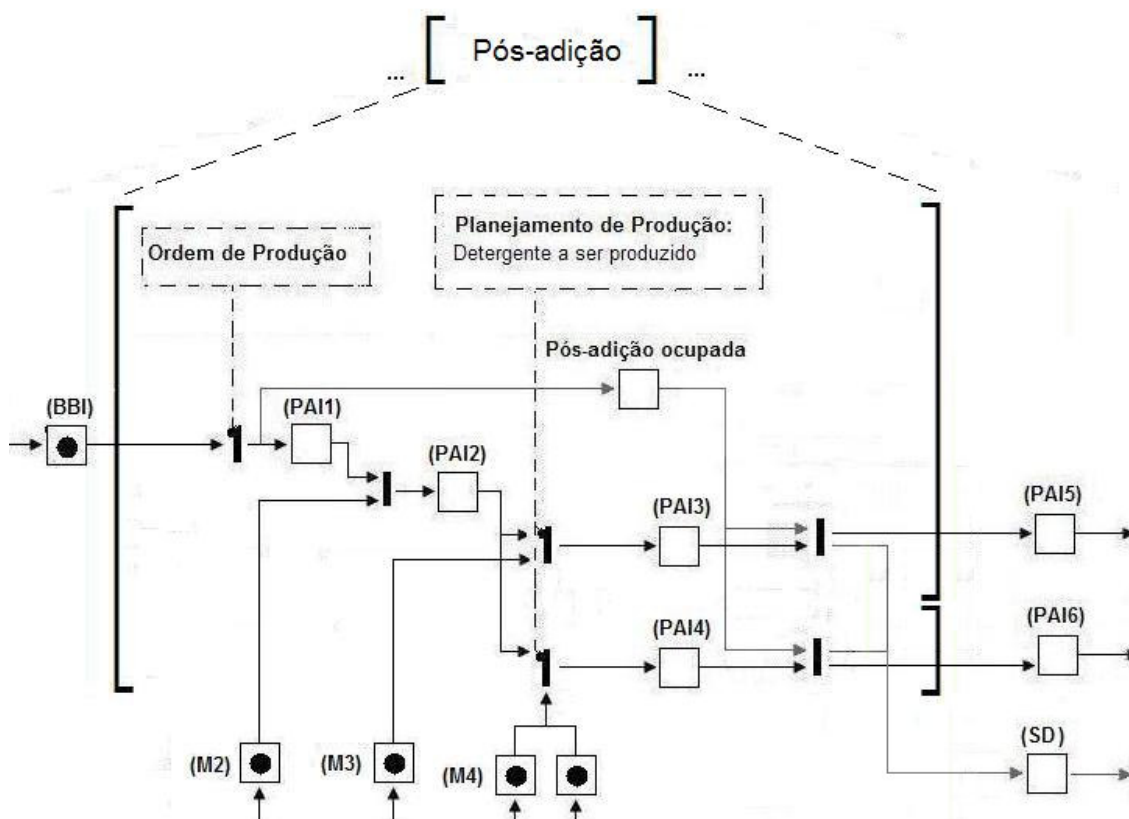 Pós-adição
...
...
Planejamento de Produção:
Ordem de Produção
Detergente a ser produzido
Pós-adição ocupada
(BBI)
(PAI1)
(PAI2)
(PAI3)
(PAI5)
(PAI4)
(PAI6)
(M2)
(M3)
(M4)
(SD)